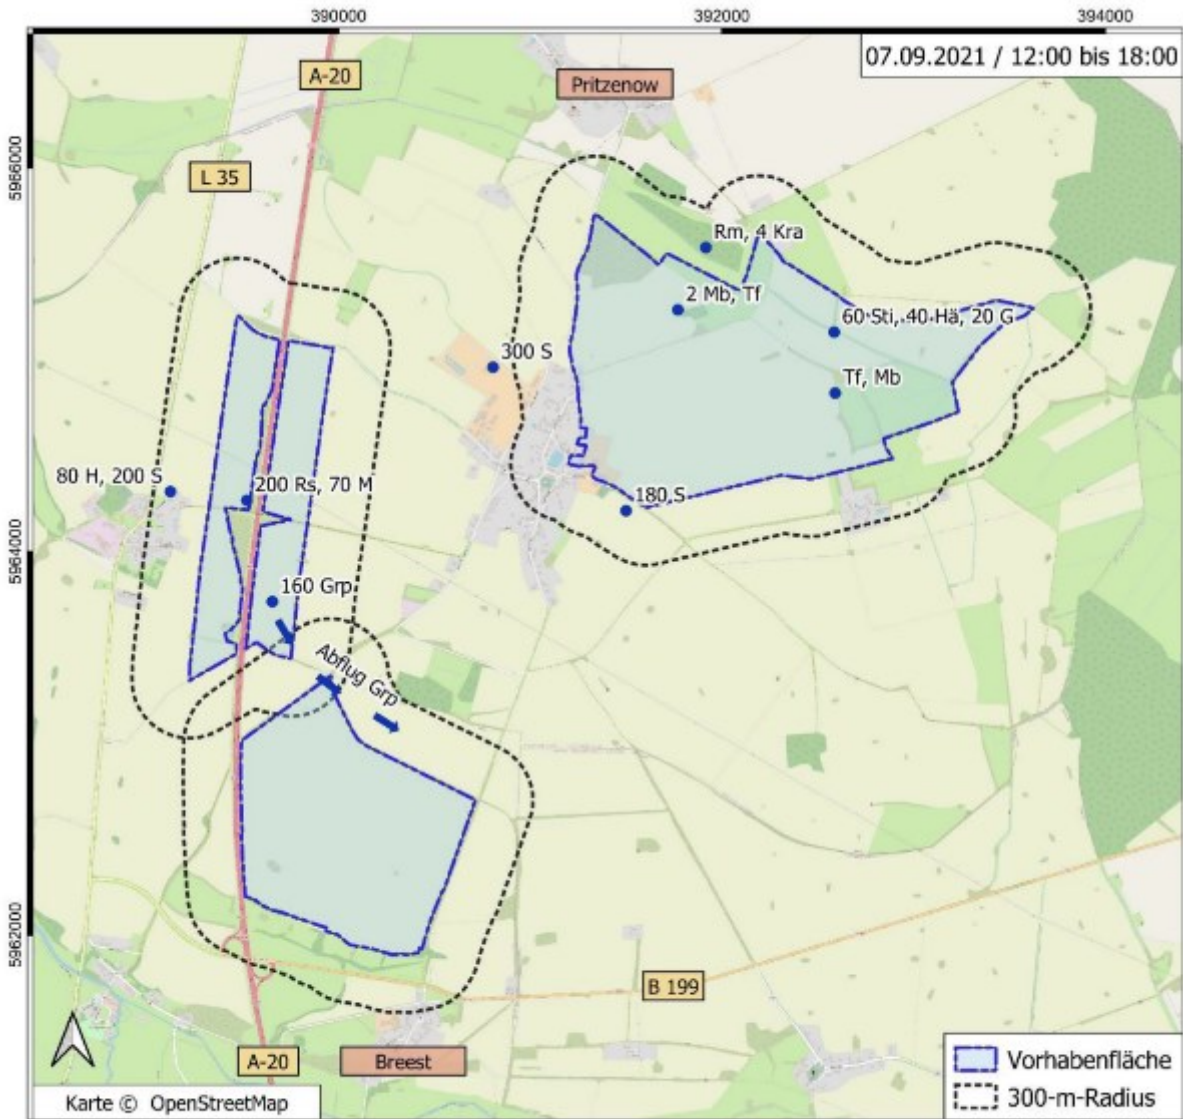 390000
392000
394000
07.09.2021 / 12:00 bis 18:00
A-20
Pritzenow
5966000
L 35
Rm, 4 Kra
2 Mb, Tf
60 Sti, 40 Hä, 20 G
300 S
Tf, Mb
80 H, 200 S
200 Rs, 70 M
180 S
5964000
160 Grp
Abflug Grp
5962000
B 199
A-20
Breest
Vorhabenfläche
300-m-Radius
Karte © OpenStreetMap